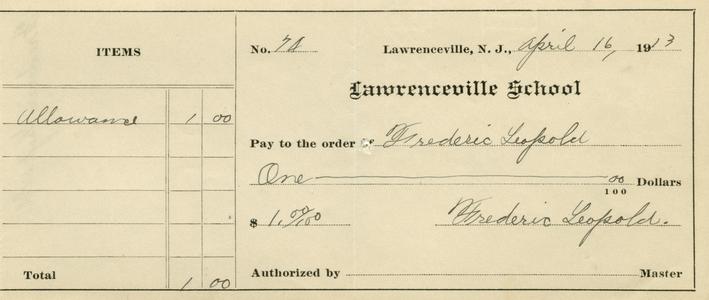 ITEMS
Allowance 1 00
Total 1 00
No. 78 Lawrenceville, N. J., April 16, 1913
Lawrenceville School
Pay to the order of Frederic Leopold
One 00/100 Dollars
$ 1.00/00 Frederic Leopold.
Authorized by Master